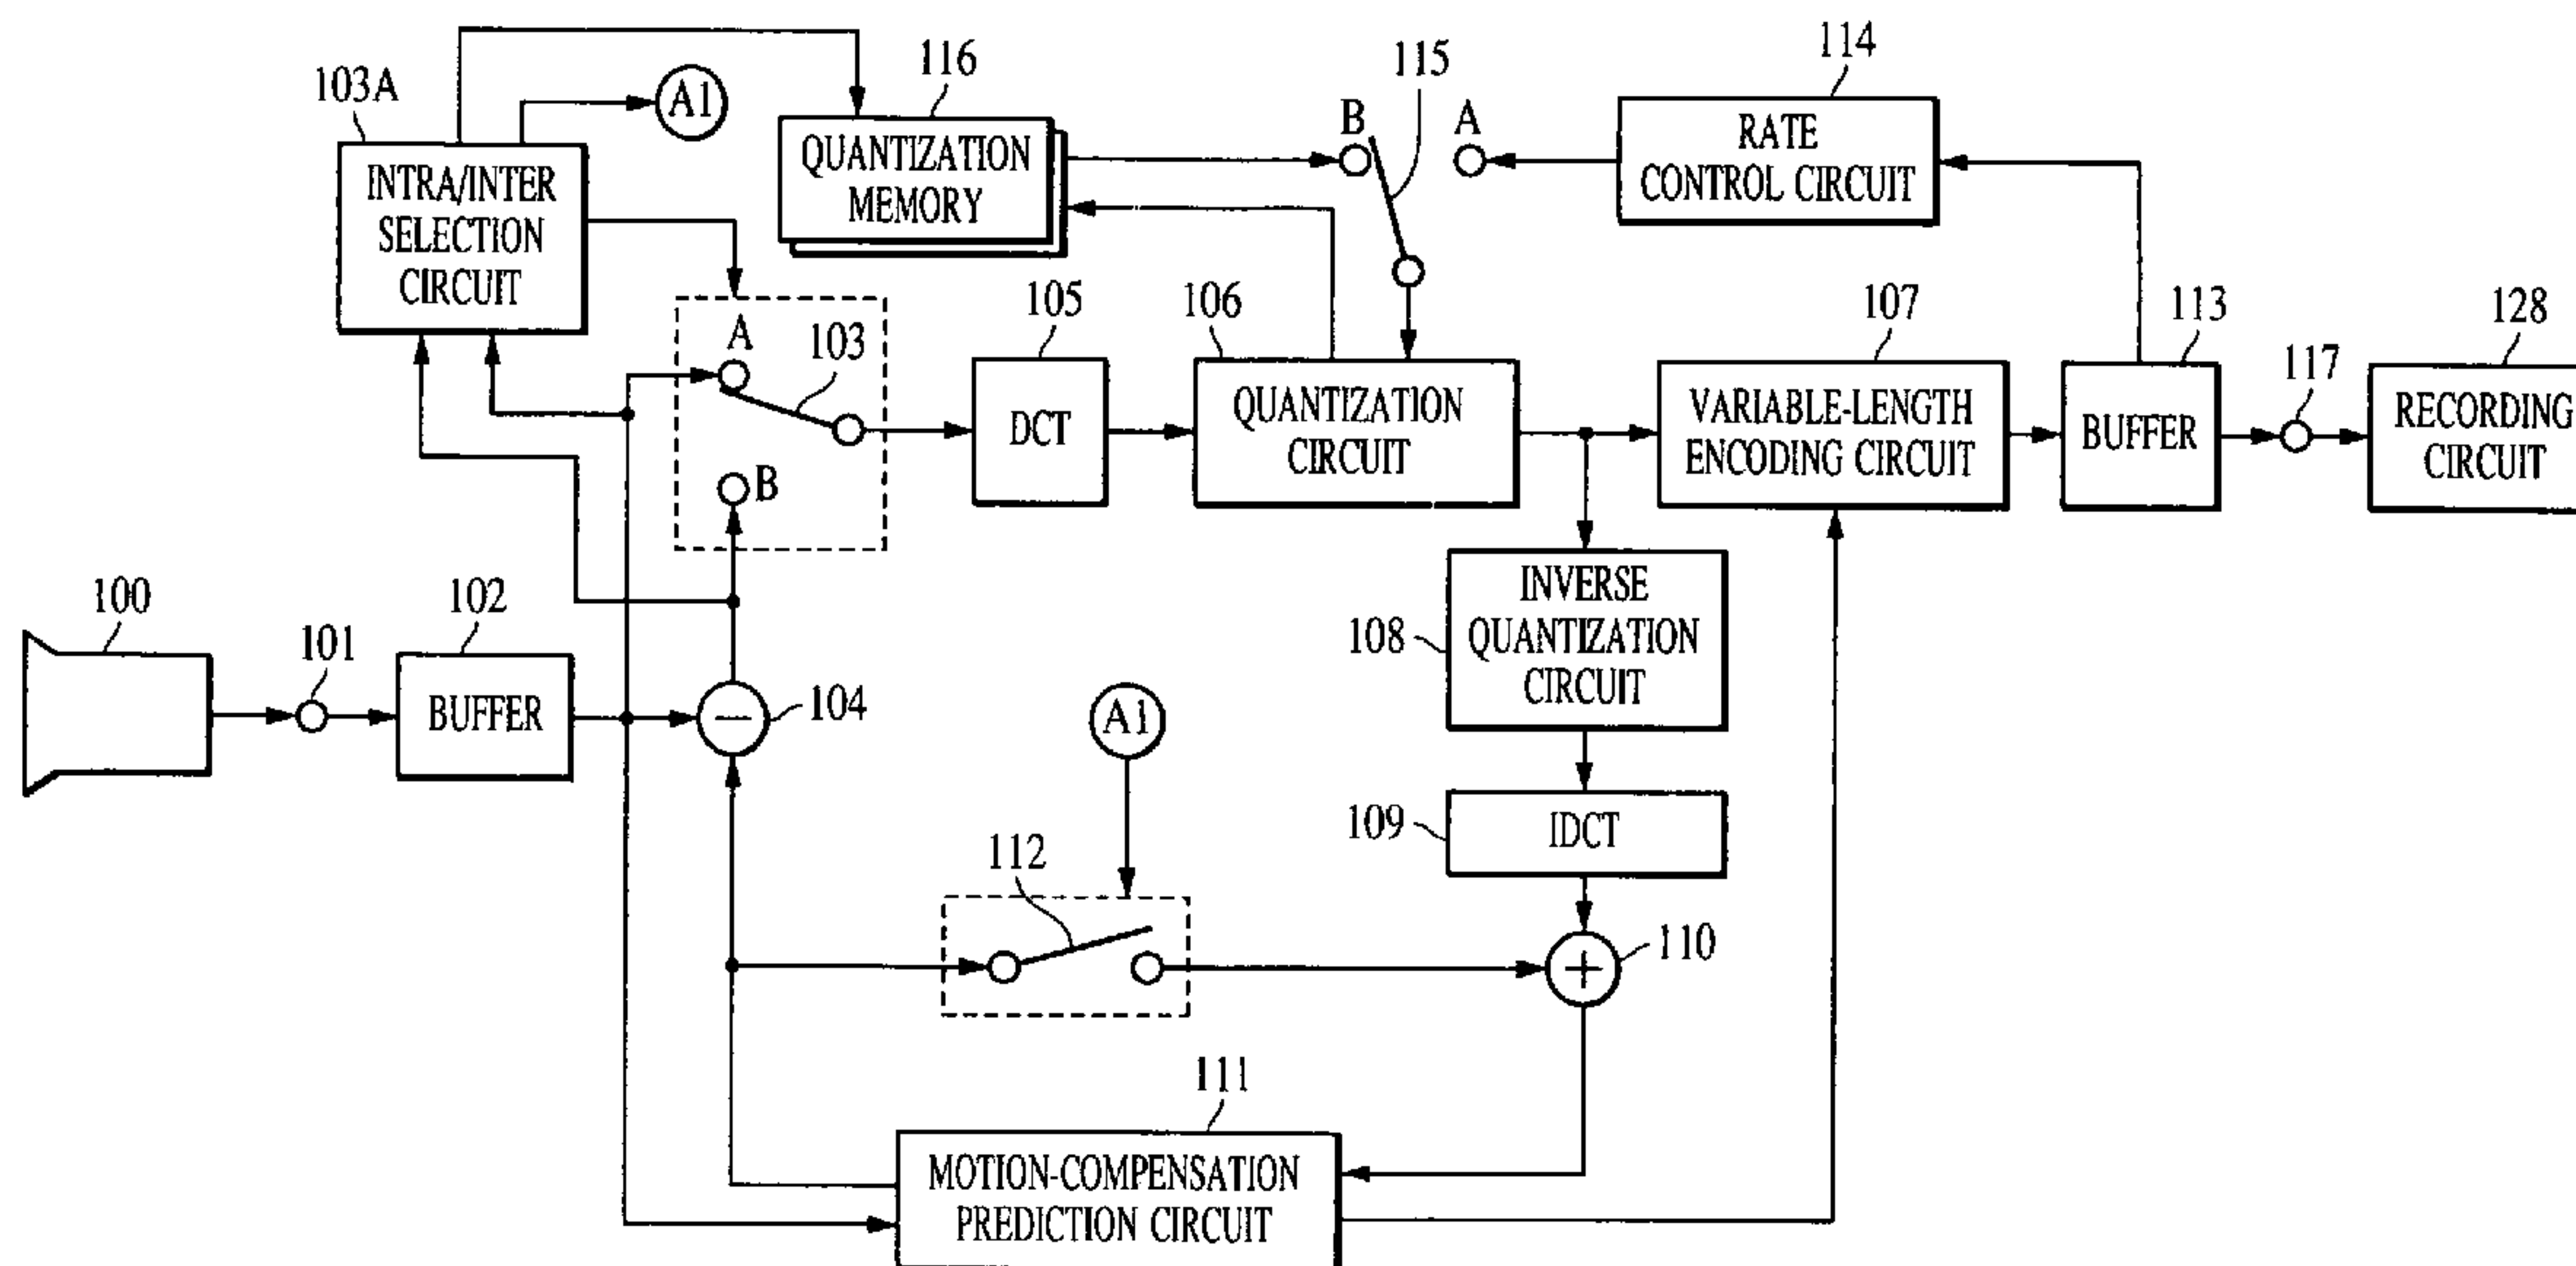 114
116
115
103A
A1
B
A
RATE
CONTROL CIRCUIT
QUANTIZATION
MEMORY
INTRA/INTER
SELECTION
CIRCUIT
105
106
107
113
128
A
103
117
DCT
QUANTIZATION
CIRCUIT
VARIABLE-LENGTH
ENCODING CIRCUIT
BUFFER
RECORDING
CIRCUIT
B
100
101
102
INVERSE
QUANTIZATION
CIRCUIT
108
BUFFER
104
A1
109
IDCT
112
110
111
MOTION-COMPENSATION
PREDICTION CIRCUIT